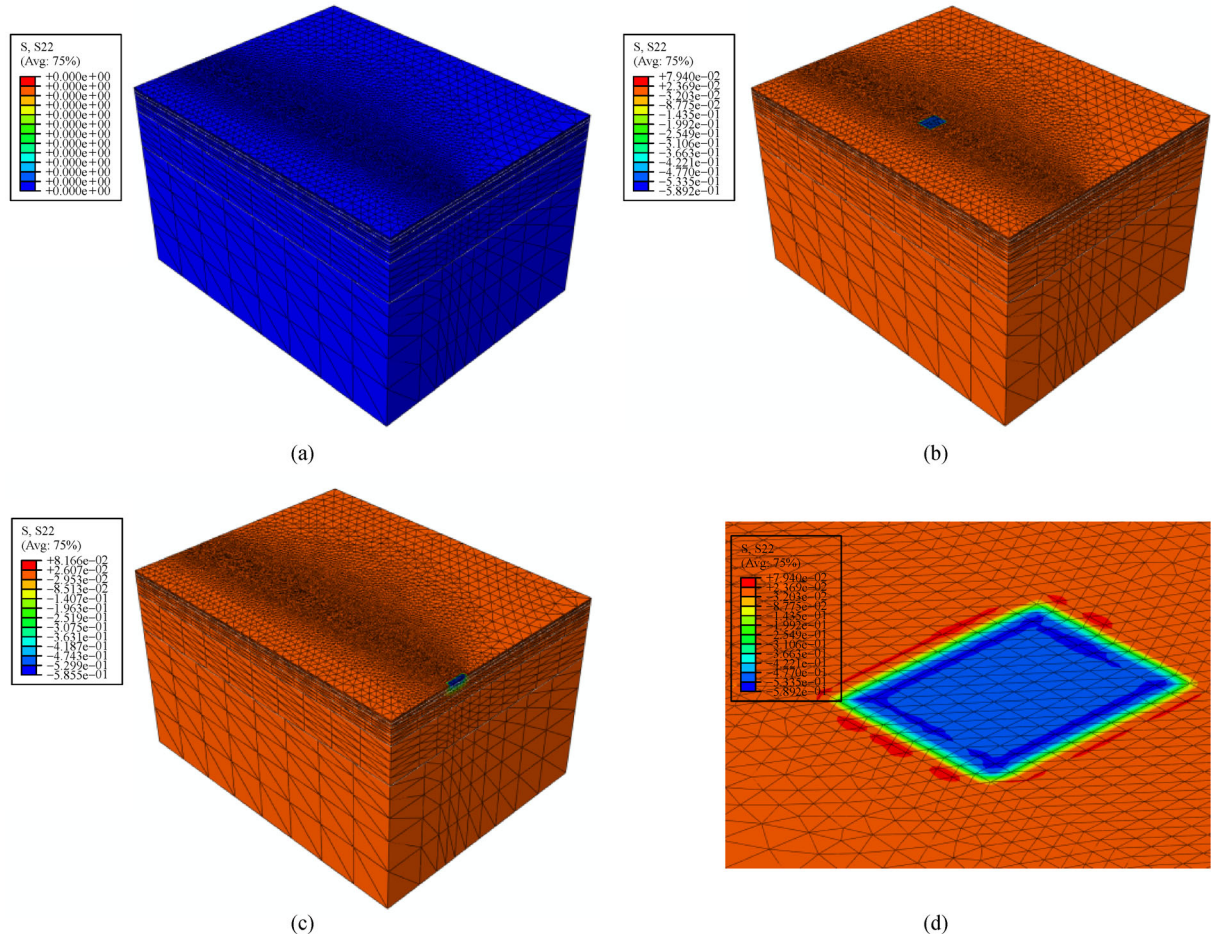 S, S22
(Avg: 75%)
+0.000e+00
+0.000e+00
+0.000e+00
+0.000e+00
+0.000e+00
+0.000e+00
+0.000e+00
+0.000e+00
+0.000e+00
+0.000e+00
+0.000e+00
+0.000e+00
+0.000e+00
(a)
S, S22
(Avg: 75%)
+7.940e−02
+2.369e−02
−3.203e−02
−8.775e−02
−1.435e−01
−1.992e−01
−2.549e−01
−3.106e−01
−3.663e−01
−4.221e−01
−4.770e−01
−5.335e−01
−5.892e−01
(b)
S, S22
(Avg: 75%)
+8.166e−02
+2.607e−02
−2.953e−02
−8.513e−02
−1.407e−01
−1.963e−01
−2.519e−01
−3.075e−01
−3.631e−01
−4.187e−01
−4.743e−01
−5.299e−01
−5.855e−01
(c)
S, S22
(Avg: 75%)
+7.940e−02
+2.369e−02
−3.203e−02
−8.775e−02
−1.435e−01
−1.992e−01
−2.549e−01
−3.106e−01
−3.663e−01
−4.221e−01
−4.770e−01
−5.335e−01
−5.892e−01
(d)